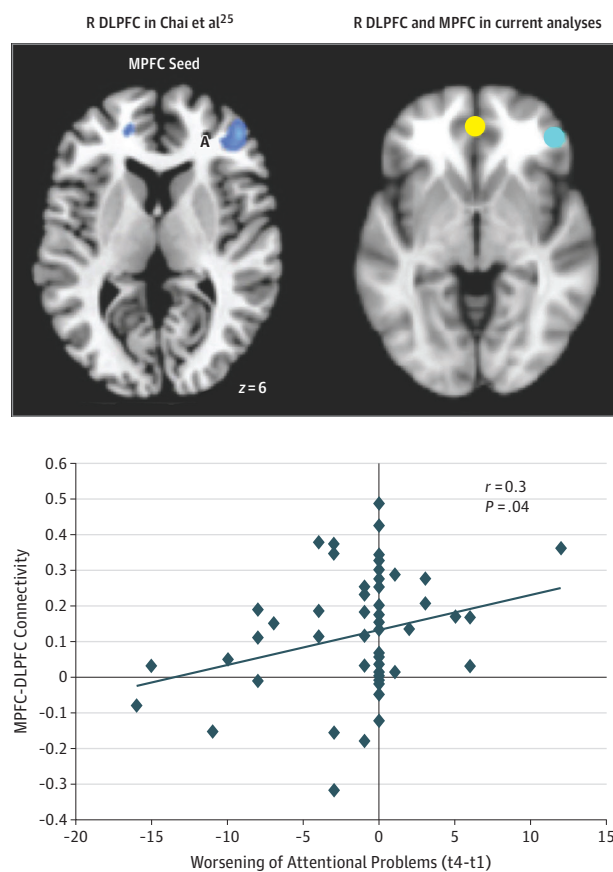 R DLPFC in Chai et al25
R DLPFC and MPFC in current analyses
MPFC Seed
A
z = 6
0.6
0.5
0.4
0.3
0.2
0.1
0
-0.1
-0.2
-0.3
-0.4
MPFC-DLPFC Connectivity
r = 0.3
P = .04
-20
-15
-10
-5
0
5
10
15
Worsening of Attentional Problems (t4-t1)